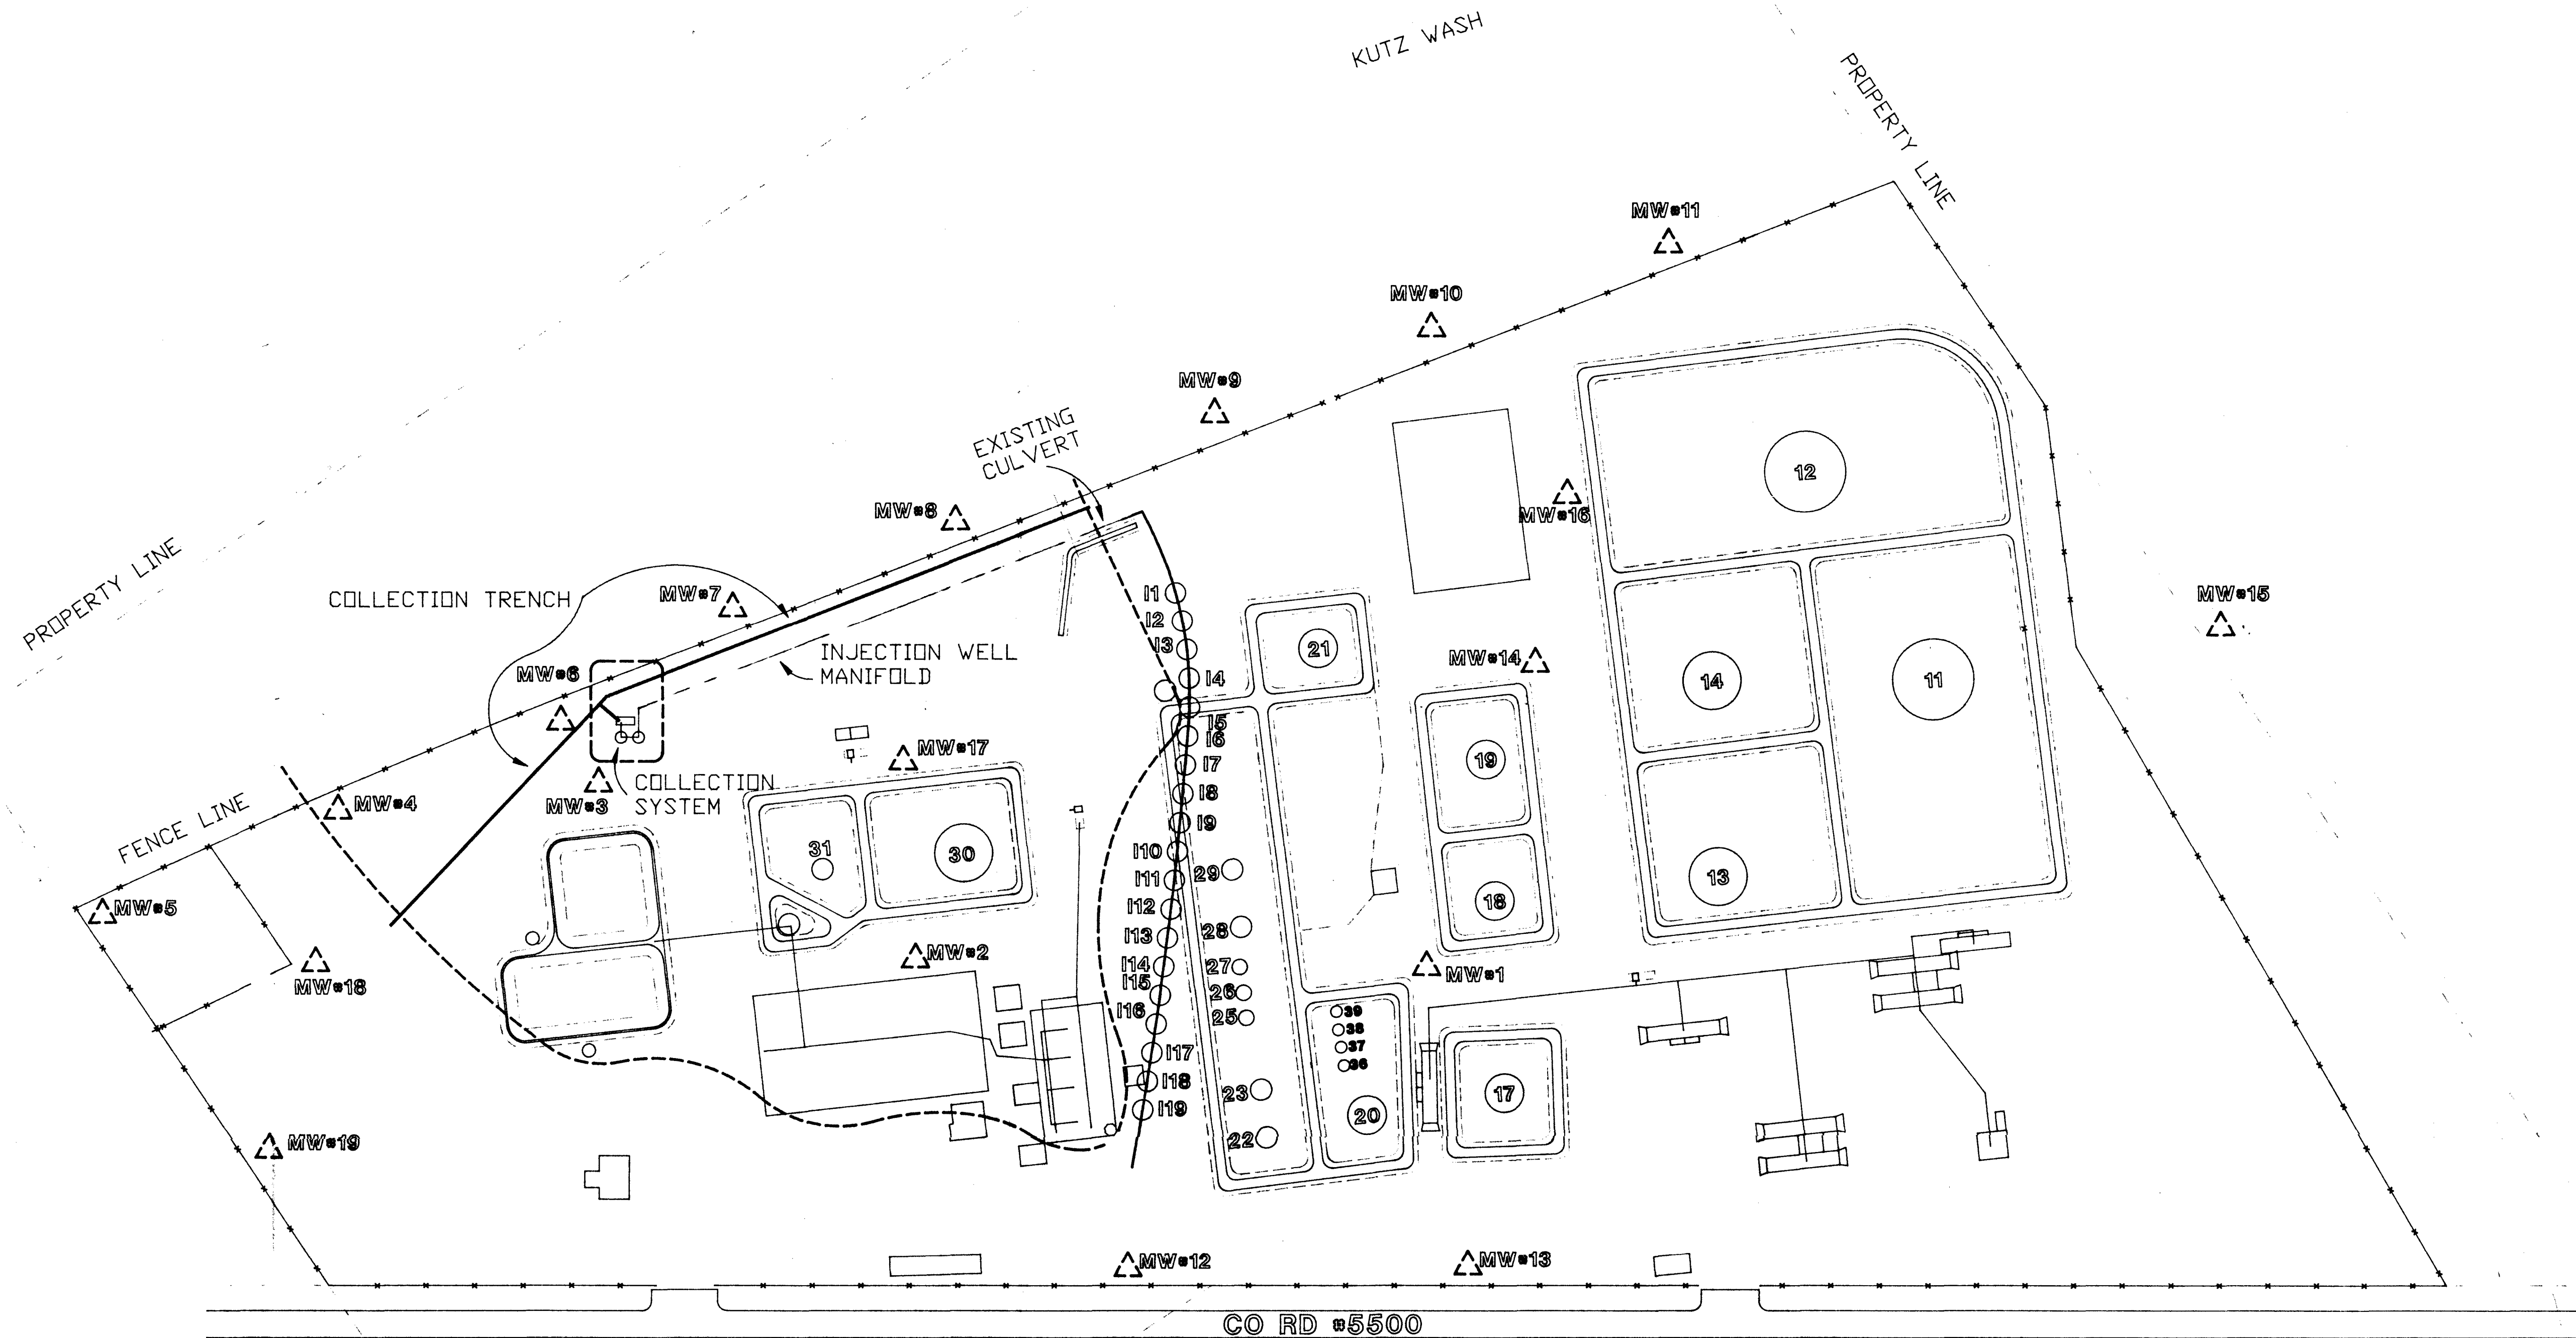 KUTZ WASH
PROPERTY LINE
MW#11
MW#10
MW#9
EXISTING
CULVERT
12
MW#8
MW#16
PROPERTY LINE
COLLECTION TRENCH
MW#7
I1
I2
I3
I4
I5
I6
I7
I8
I9
I10
I11
I12
I13
I14
I15
I16
I17
I18
I19
21
MW#14
14
11
MW#15
INJECTION WELL
MANIFOLD
MW#6
MW#17
19
MW#4
MW#3
COLLECTION
SYSTEM
FENCE LINE
31
30
29
28
27
26
25
23
22
18
13
MW#5
MW#18
MW#2
MW#1
39
38
37
36
20
17
MW#19
MW#12
MW#13
CO RD #5500